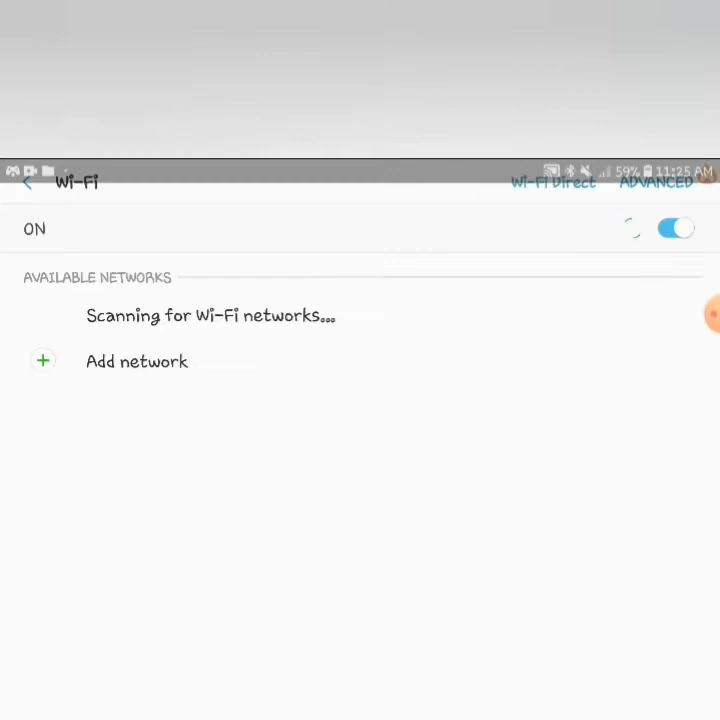 59% 11:25 AM
Wi-Fi Wi-Fi Direct ADVANCED
ON
AVAILABLE NETWORKS
Scanning for Wi-Fi networks...
Add network